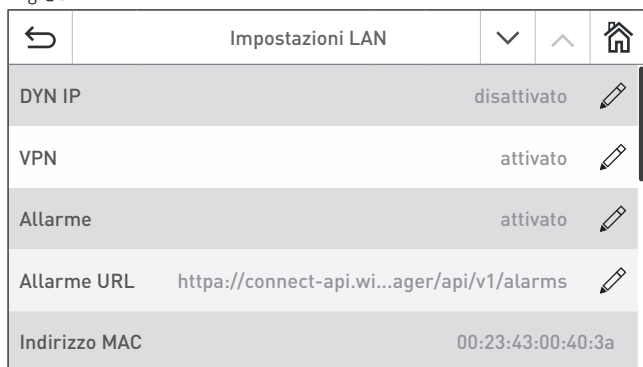 Impostazioni LAN
DYN IP disattivato
VPN attivato
Allarme attivato
Allarme URL httpa://connect-api.wi...ager/api/v1/alarms
Indirizzo MAC 00:23:43:00:40:3a